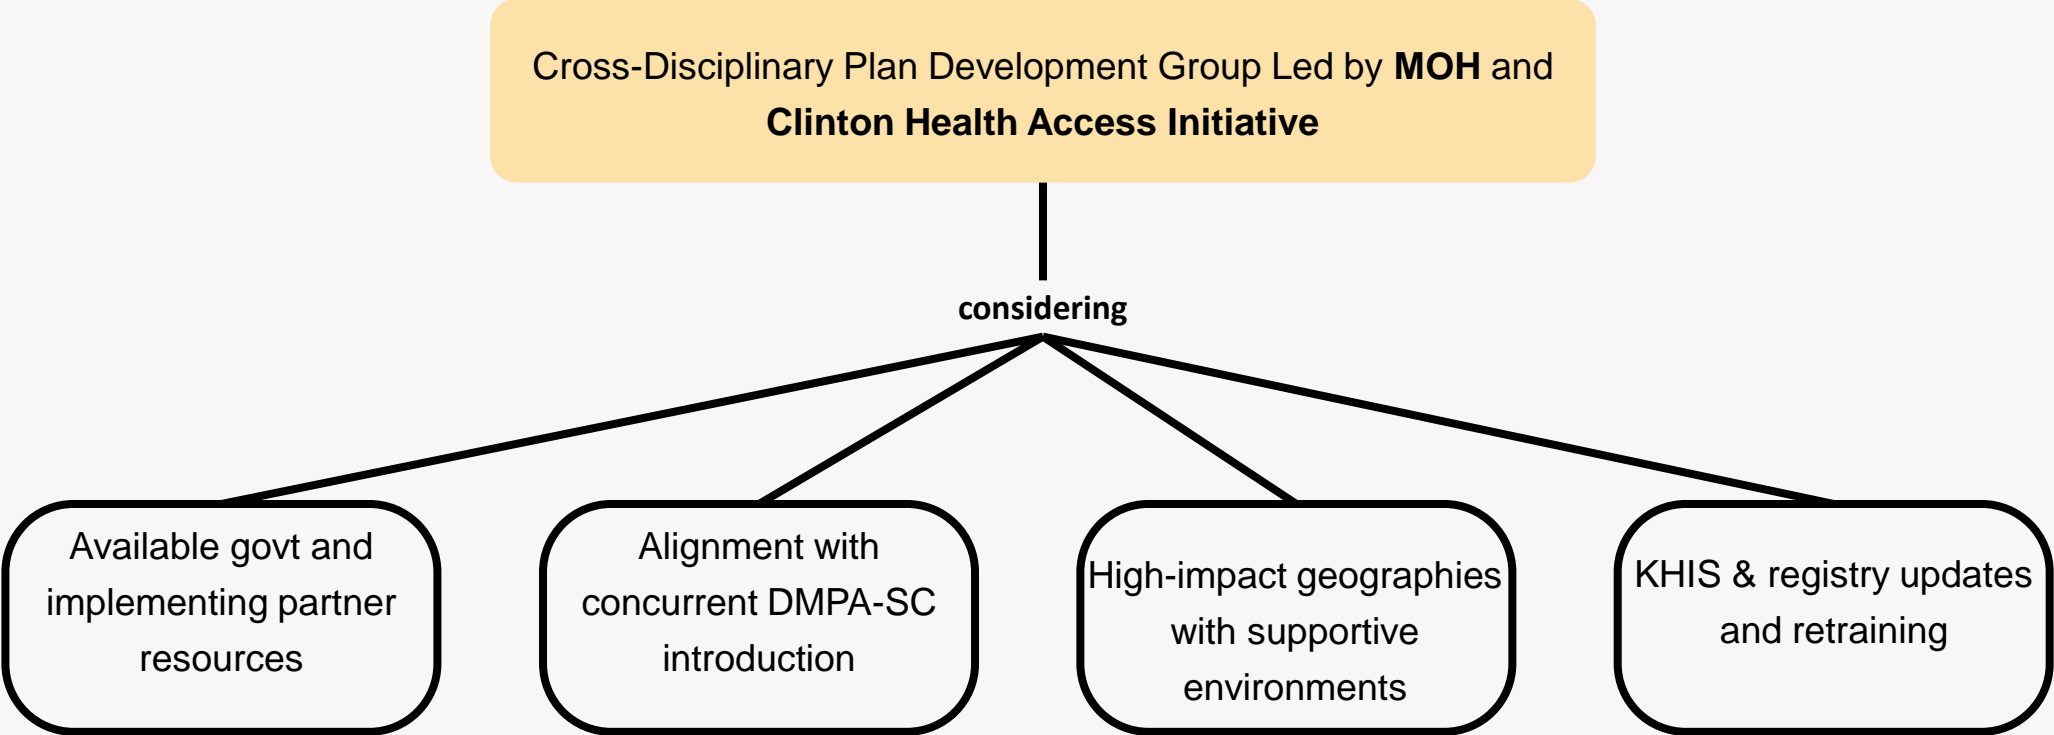 Cross-Disciplinary Plan Development Group Led by MOH and
Clinton Health Access Initiative
considering
Available govt and
implementing partner
resources
Alignment with
concurrent DMPA-SC
introduction
High-impact geographies
with supportive
environments
KHIS & registry updates
and retraining